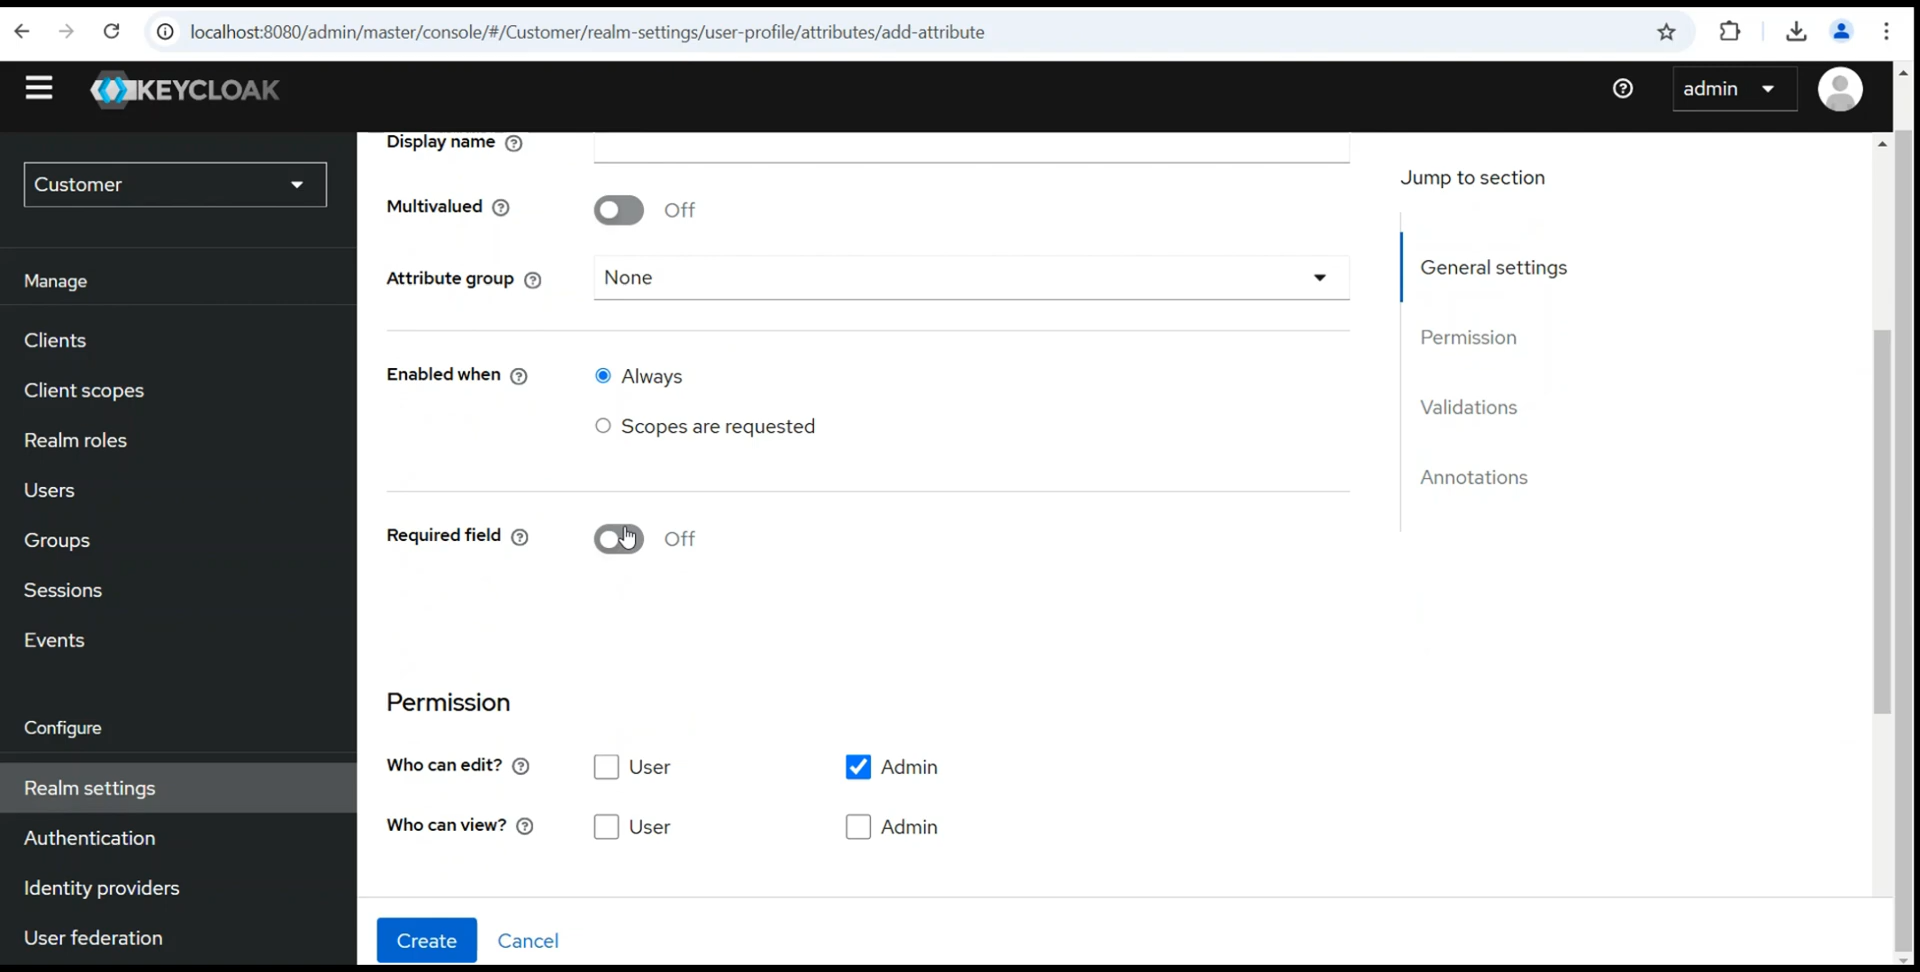 localhost:8080/admin/master/console/#/Customer/realm-settings/user-profile/attributes/add-attribute
KEYCLOAK
admin
Customer
Manage
Clients
Client scopes
Realm roles
Users
Groups
Sessions
Events
Configure
Realm settings
Authentication
Identity providers
User federation
Display name
Multivalued Off
Attribute group None
Enabled when Always
Scopes are requested
Required field Off
Permission
Who can edit? User Admin
Who can view? User Admin
Create Cancel
Jump to section
General settings
Permission
Validations
Annotations